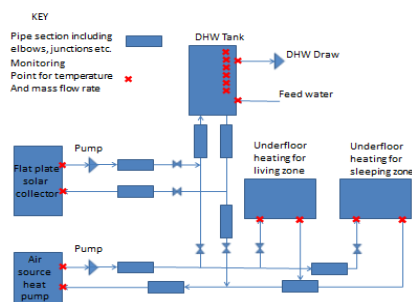 KEY
Pipe section including
elbows, junctions etc.
Monitoring
Point for temperature
And mass flow rate
DHW Tank
DHW Draw
Feed water
Pump
Flat plate
solar
collector
Underfloor
heating for
living zone
Underfloor
heating for
sleeping zone
Pump
Air
source
heat
pump